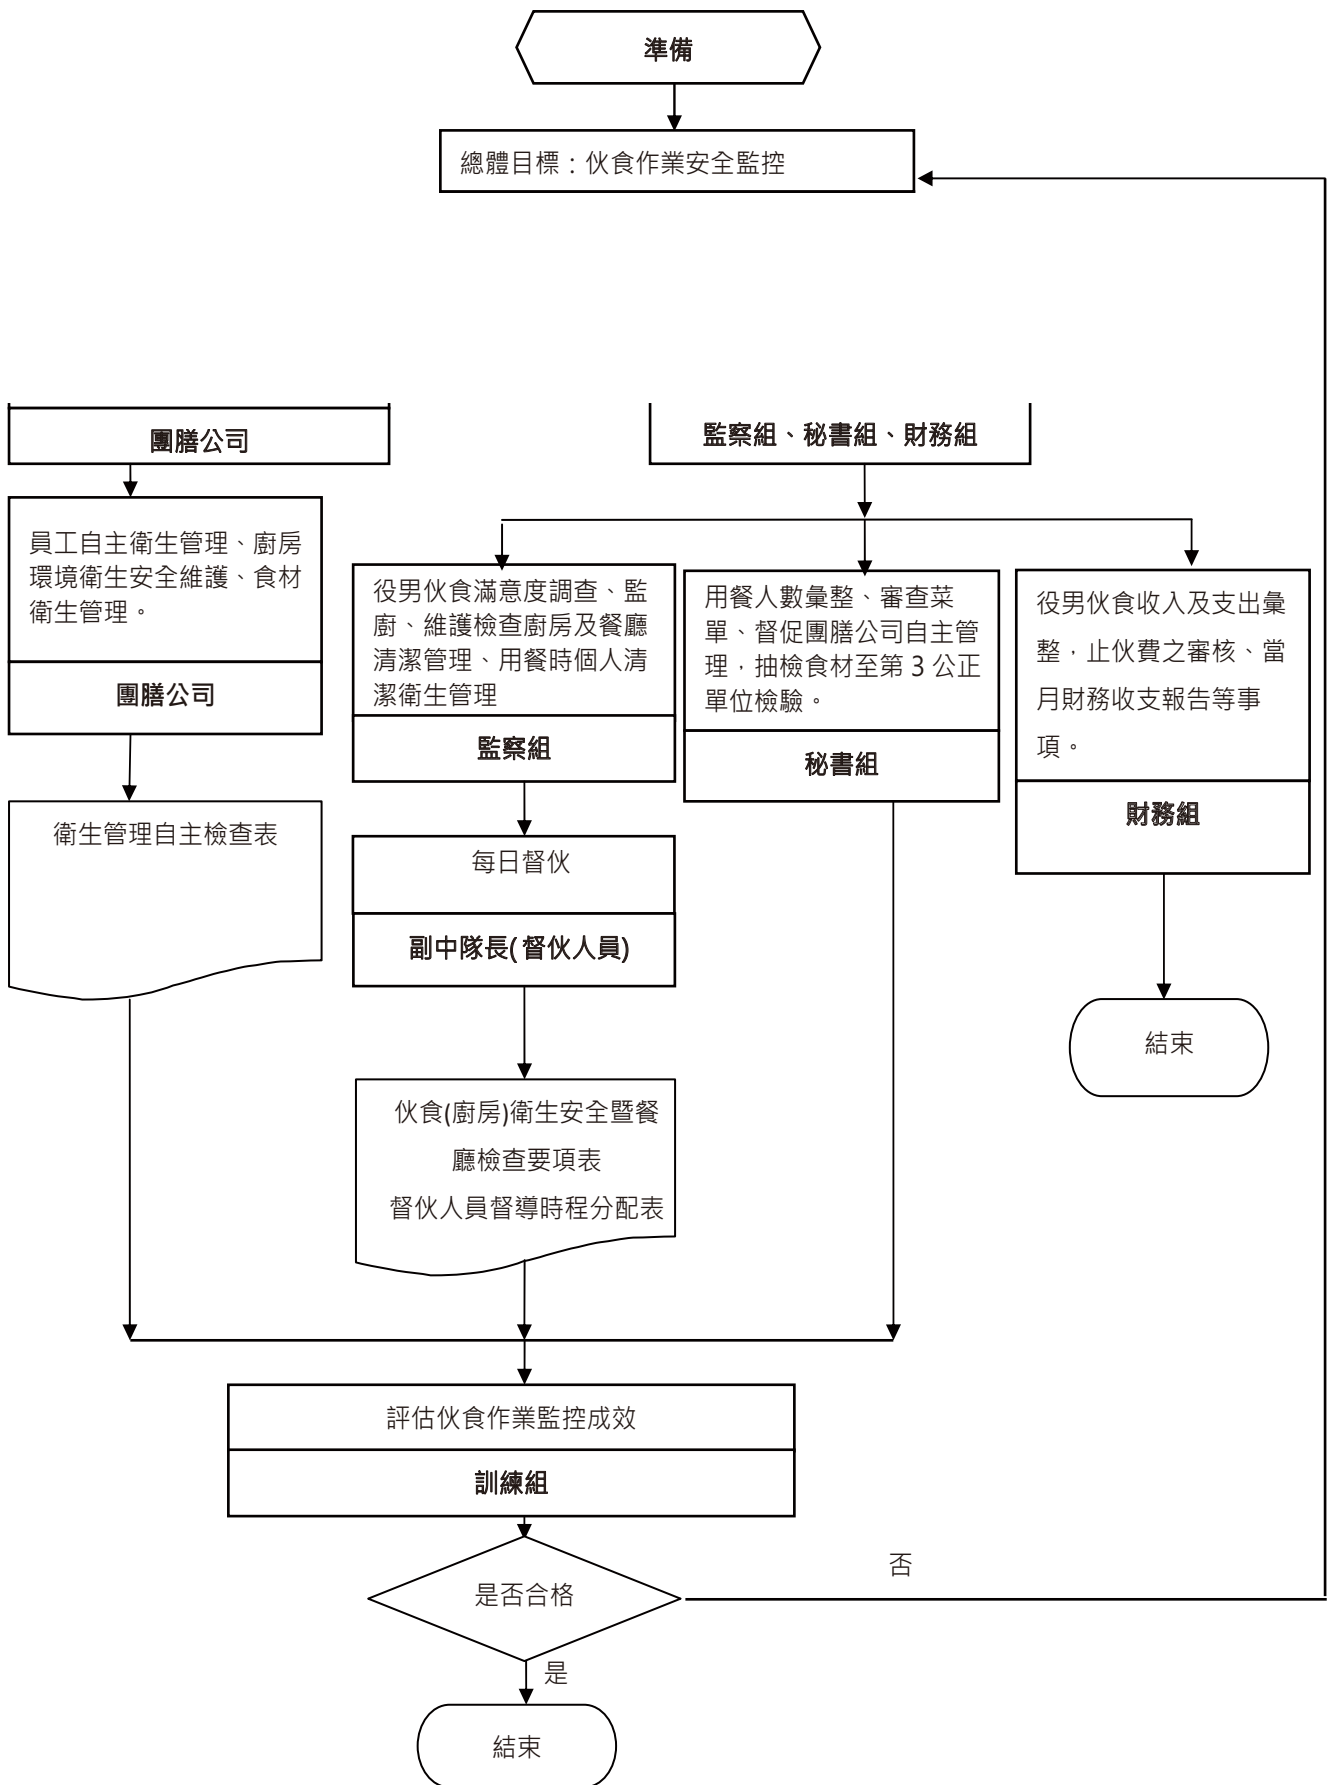 準備
總體目標：伙食作業安全監控
團膳公司
監察組、秘書組、財務組
員工自主衛生管理、廚房
環境衛生安全維護、食材
衛生管理。
團膳公司
役男伙食滿意度調查、監
廚、維護檢查廚房及餐廳
清潔管理、用餐時個人清
潔衛生管理
監察組
用餐人數彙整、審查菜
單、督促團膳公司自主管
理，抽檢食材至第 3 公正
單位檢驗。
秘書組
役男伙食收入及支出彙
整，止伙費之審核、當
月財務收支報告等事
項。
財務組
衛生管理自主檢查表
每日督伙
副中隊長(督伙人員)
結束
伙食(廚房)衛生安全暨餐
廳檢查要項表
督伙人員督導時程分配表
評估伙食作業監控成效
訓練組
是否合格
否
是
結束